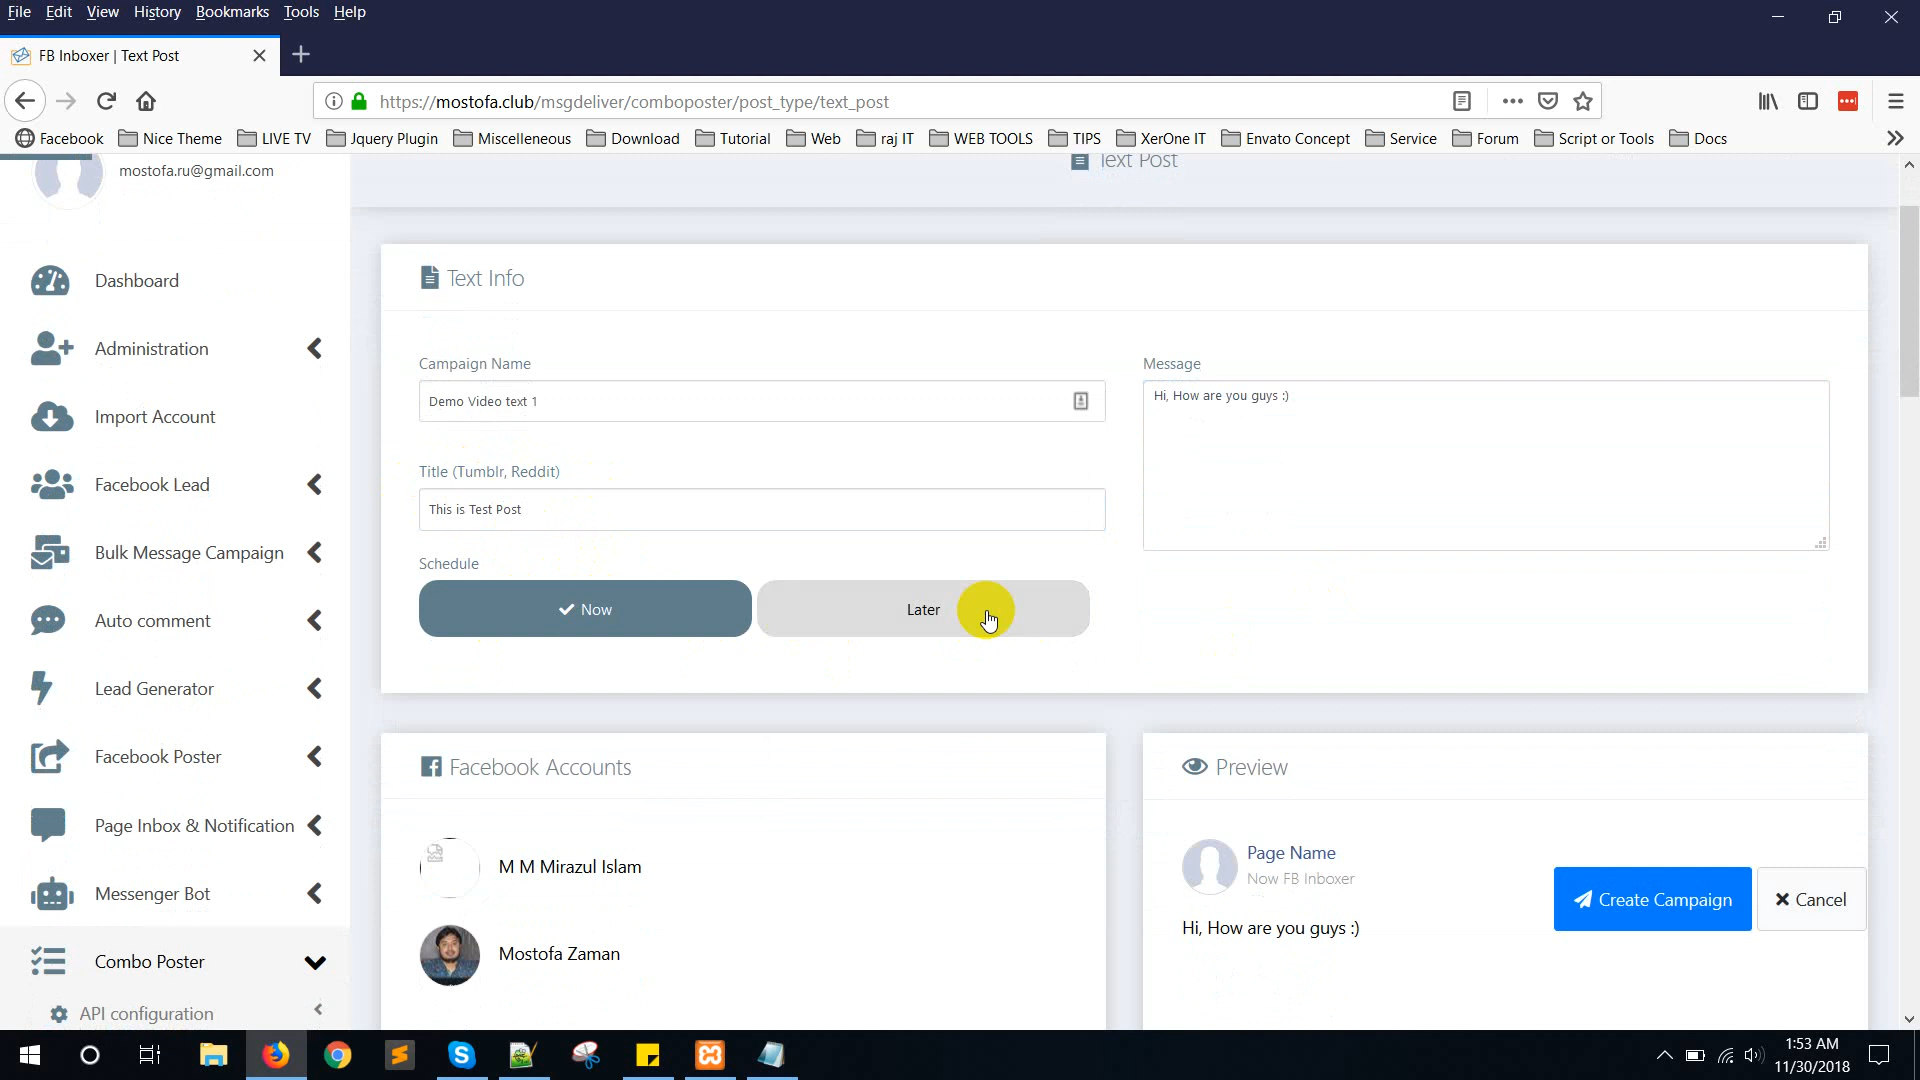 File Edit View History Bookmarks Tools Help
FB Inboxer | Text Post
https://mostofa.club/msgdeliver/comboposter/post_type/text_post
Facebook Nice Theme LIVE TV Jquery Plugin Miscelleneous Download Tutorial Web raj IT WEB TOOLS TIPS XerOne IT Envato Concept Service Forum Script or Tools Docs
mostofa.ru@gmail.com
Dashboard
Administration
Import Account
Facebook Lead
Bulk Message Campaign
Auto comment
Lead Generator
Facebook Poster
Page Inbox & Notification
Messenger Bot
Combo Poster
API configuration
Text Post
Text Info
Campaign Name
Demo Video text 1
Title (Tumblr, Reddit)
This is Test Post
Schedule
Now
Later
Message
Hi, How are you guys :)
Facebook Accounts
M M Mirazul Islam
Mostofa Zaman
Preview
Page Name
Now FB Inboxer
Hi, How are you guys :)
Create Campaign
Cancel
1:53 AM
11/30/2018